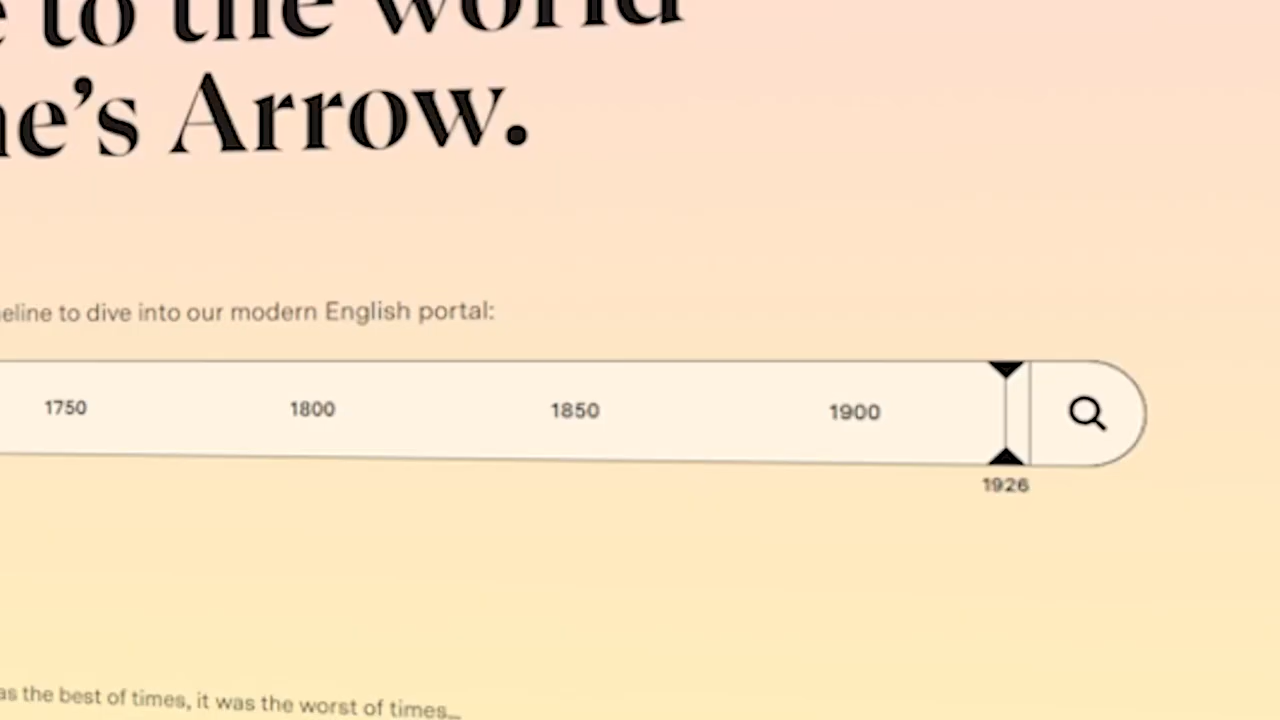 to the world
e's Arrow.
eline to dive into our modern English portal:
1750 1800 1850 1900
1926
as the best of times, it was the worst of times_